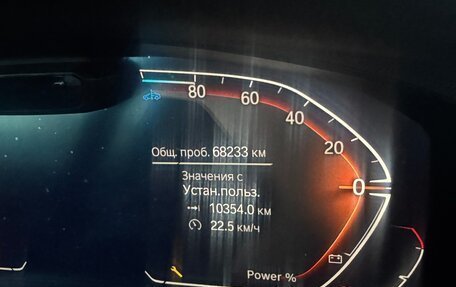 80
60
40
20
0
Общ. проб. 68233 км
Значения с
Устан.польз.
10354.0 км
22.5 км/ч
Power %